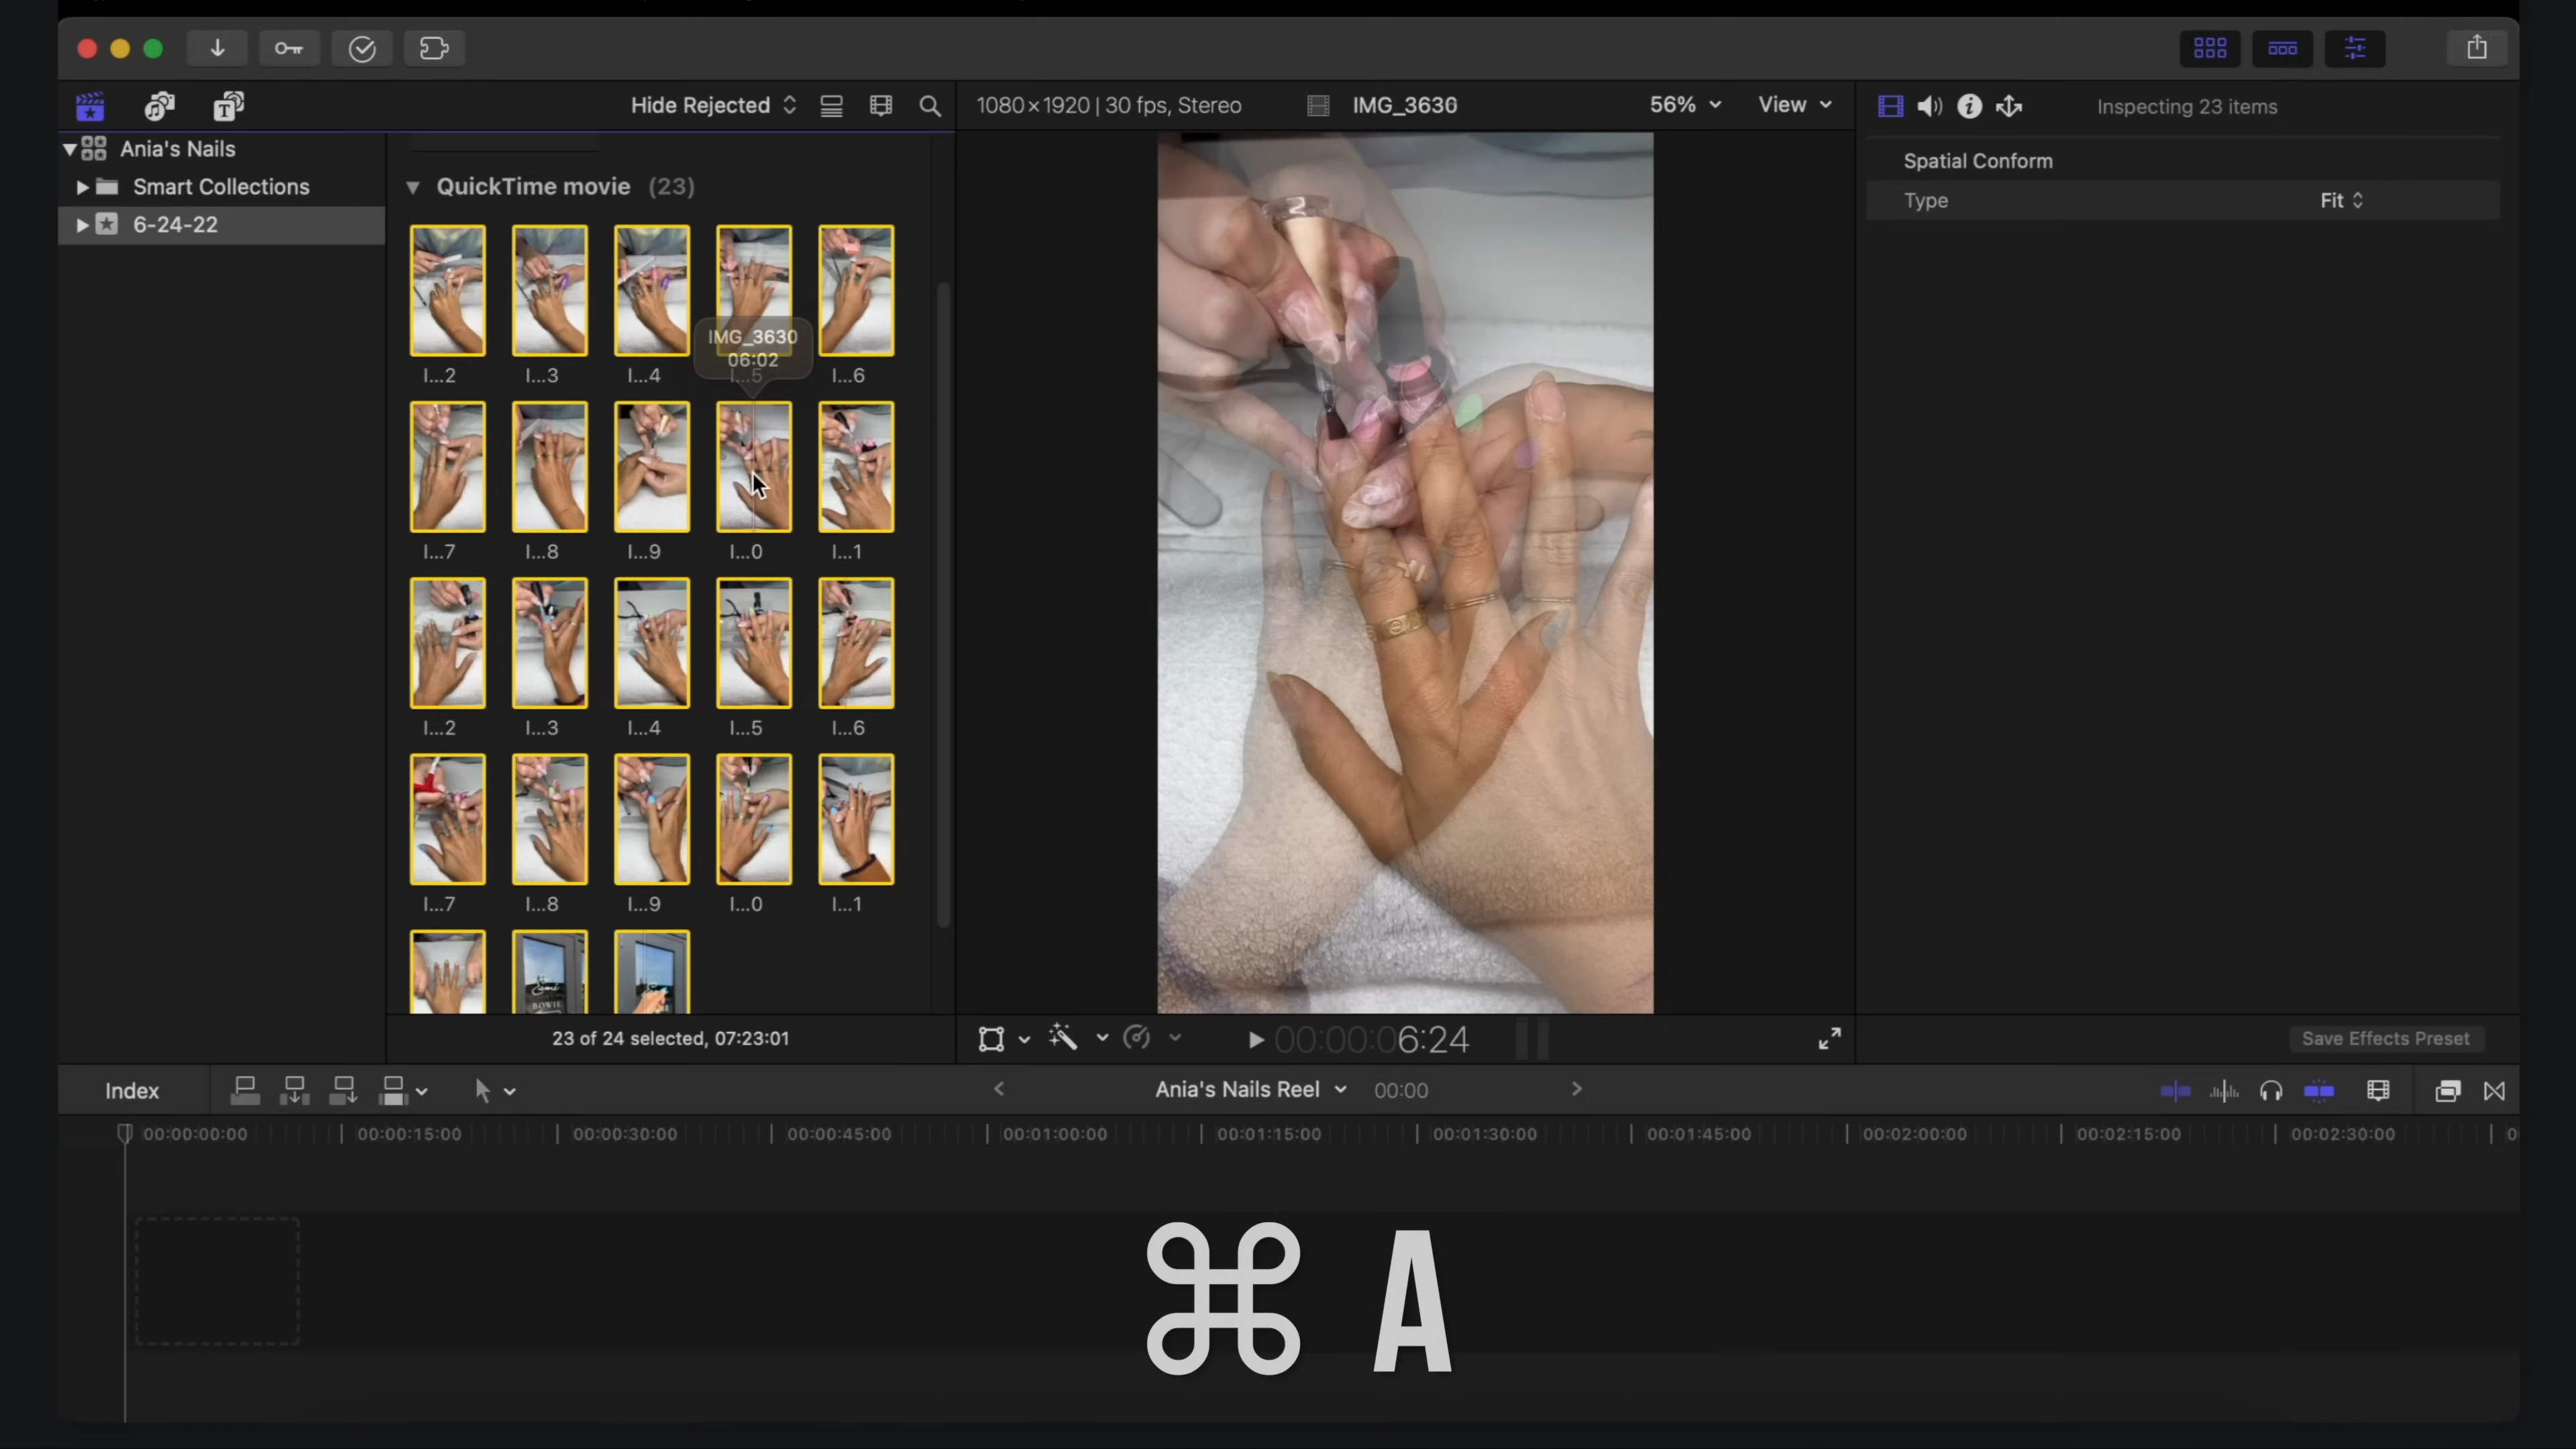 Hide Rejected
1080×1920 | 30 fps, Stereo
IMG_3630
56%
View
Inspecting 23 items
Ania's Nails
Smart Collections
6-24-22
QuickTime movie (23)
Spatial Conform
Type
Fit
IMG_3630
06:02
I...2
I...3
I...4
I...5
I...6
I...7
I...8
I...9
I...0
I...1
I...2
I...3
I...4
I...5
I...6
I...7
I...8
I...9
I...0
I...1
BOWIE
23 of 24 selected, 07:23:01
00:00:06:24
Save Effects Preset
Index
Ania's Nails Reel
00:00
00:00:00:00
00:00:15:00
00:00:30:00
00:00:45:00
00:01:00:00
00:01:15:00
00:01:30:00
00:01:45:00
00:02:00:00
00:02:15:00
00:02:30:00
⌘ A